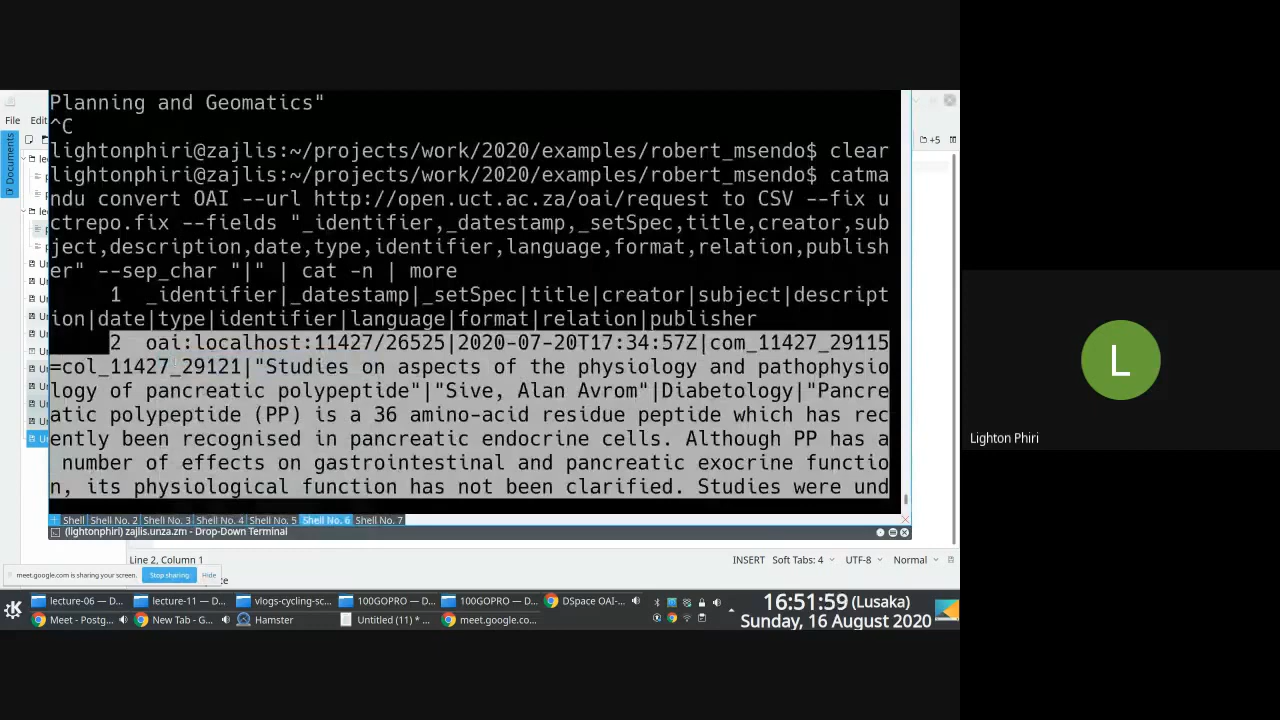 Planning and Geomatics"
^C
lightonphiri@zajlis:~/projects/work/2020/examples/robert_msendo$ clear
lightonphiri@zajlis:~/projects/work/2020/examples/robert_msendo$ catma
ndu convert OAI --url http://open.uct.ac.za/oai/request to CSV --fix u
ctrepo.fix --fields "_identifier,_datestamp,_setSpec,title,creator,sub
ject,description,date,type,identifier,language,format,relation,publish
er" --sep_char "|" | cat -n | more
1 _identifier|_datestamp|_setSpec|title|creator|subject|descript
ion|date|type|identifier|language|format|relation|publisher
2 oai:localhost:11427/26525|2020-07-20T17:34:57Z|com_11427_29115
=col_11427_29121|"Studies on aspects of the physiology and pathophysio
logy of pancreatic polypeptide"|"Sive, Alan Avrom"|Diabetology|"Pancre
atic polypeptide (PP) is a 36 amino-acid residue peptide which has rec
ently been recognised in pancreatic endocrine cells. Although PP has a
number of effects on gastrointestinal and pancreatic exocrine functio
n, its physiological function has not been clarified. Studies were und
File Edi
+5
Documents
Shell Shell No. 2 Shell No. 3 Shell No. 4 Shell No. 5 Shell No. 6 Shell No. 7
(lightonphiri) zajlis.unza.zm - Drop-Down Terminal
Line 2, Column 1 INSERT Soft Tabs: 4 UTF-8 Normal
meet.google.com is sharing your screen. Stop sharing Hide
lecture-06 — D... lecture-11 — D... vlogs-cycling-sc... 100GOPRO — D... 100GOPRO — D... DSpace OAI-...
Meet - Postg... New Tab - G... Hamster Untitled (11) * ... meet.google.co...
16:51:59 (Lusaka)
Sunday, 16 August 2020
L
Lighton Phiri